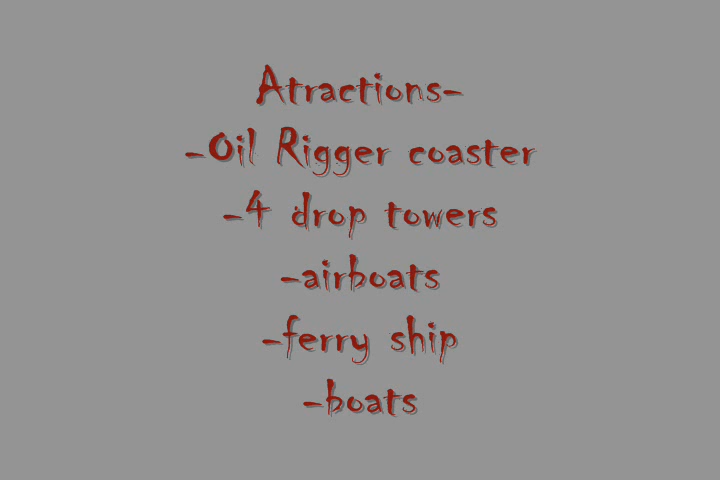 Atractions-
-Oil Rigger coaster
-4 drop towers
-airboats
-ferry ship
-boats